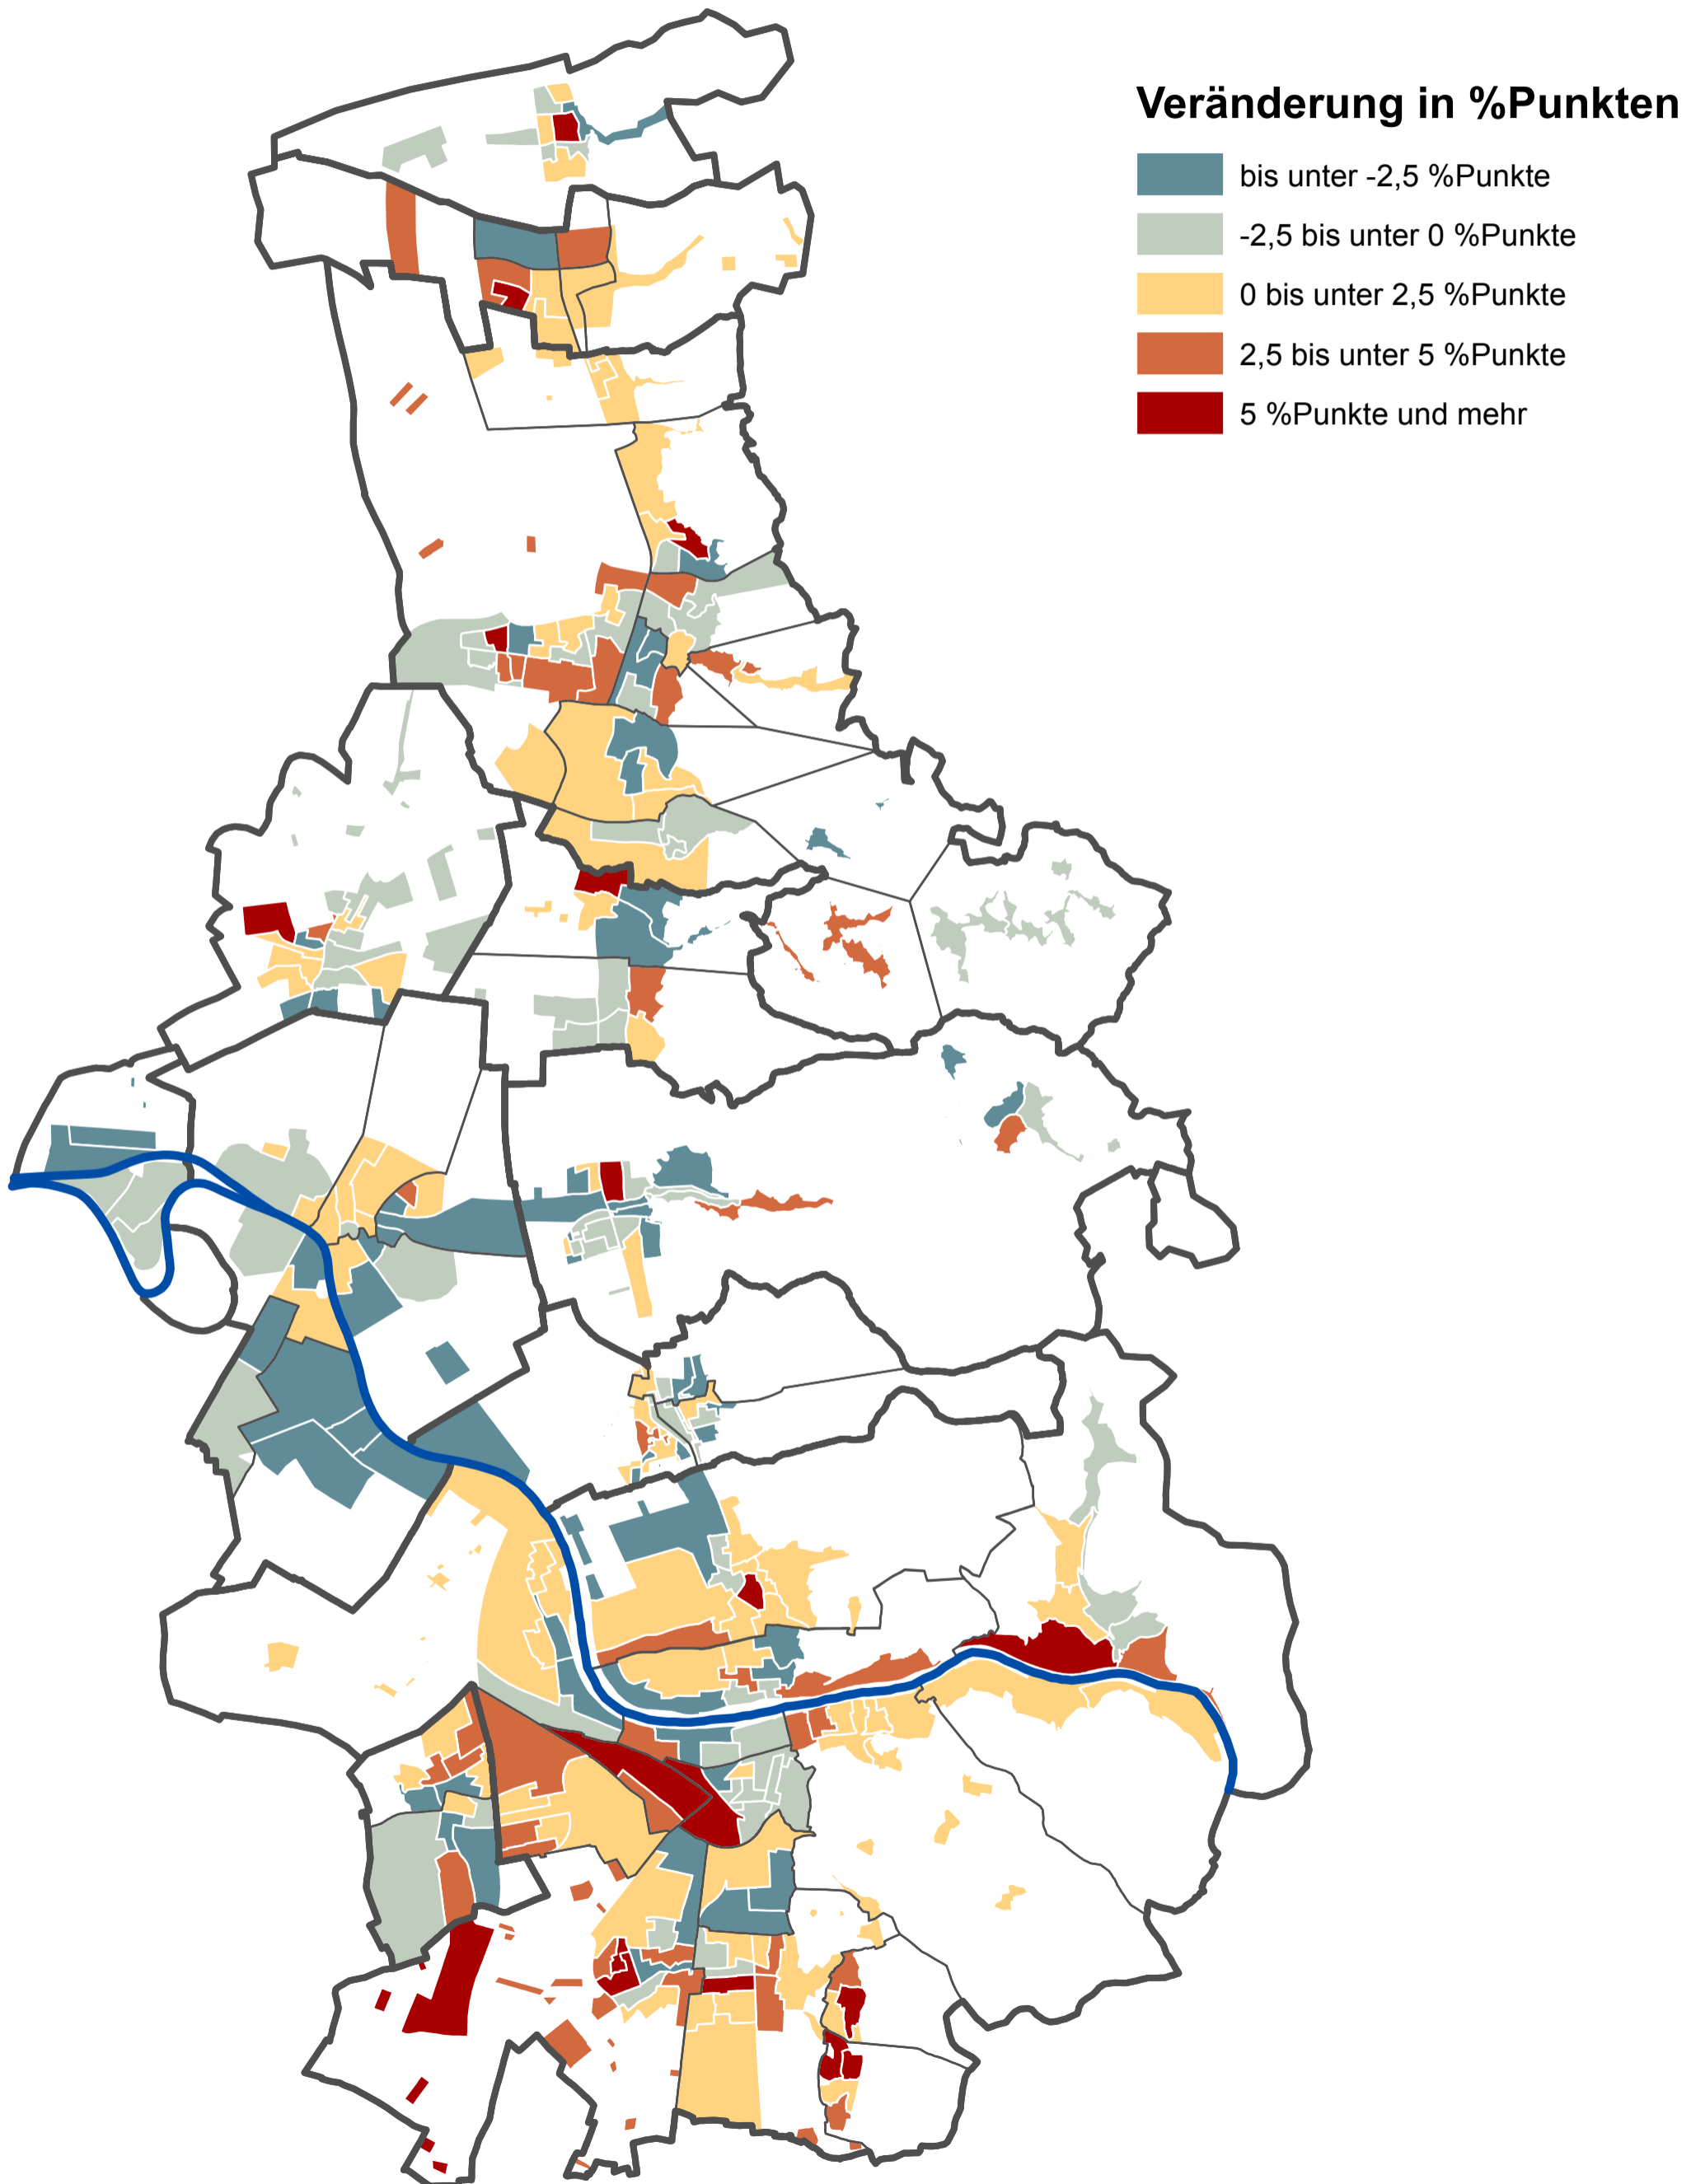 Veränderung in %Punkten
bis unter -2,5 %Punkte
-2,5 bis unter 0 %Punkte
0 bis unter 2,5 %Punkte
2,5 bis unter 5 %Punkte
5 %Punkte und mehr